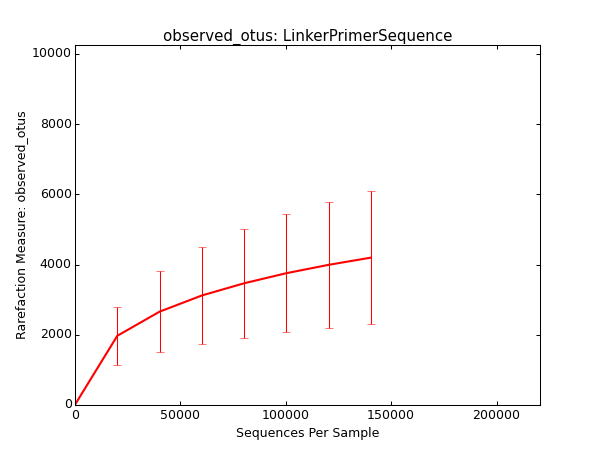 observed_otus: LinkerPrimerSequence
10000
8000
6000
4000
2000
0
Rarefaction Measure: observed_otus
0 50000 100000 150000 200000
Sequences Per Sample